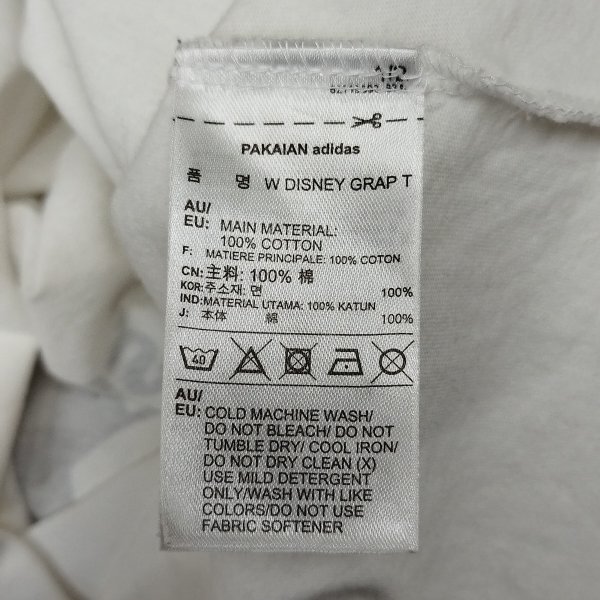 1/2
PAKAIAN adidas
품 명 W DISNEY GRAP T
AU/
EU: MAIN MATERIAL:
100% COTTON
F: MATIERE PRINCIPALE: 100% COTON
CN: 主料: 100% 棉
KOR: 주소재: 면 100%
IND: MATERIAL UTAMA: 100% KATUN
J: 本体 綿 100%
40
AU/
EU: COLD MACHINE WASH/
DO NOT BLEACH/ DO NOT
TUMBLE DRY/ COOL IRON/
DO NOT DRY CLEAN (X)
USE MILD DETERGENT
ONLY/WASH WITH LIKE
COLORS/DO NOT USE
FABRIC SOFTENER